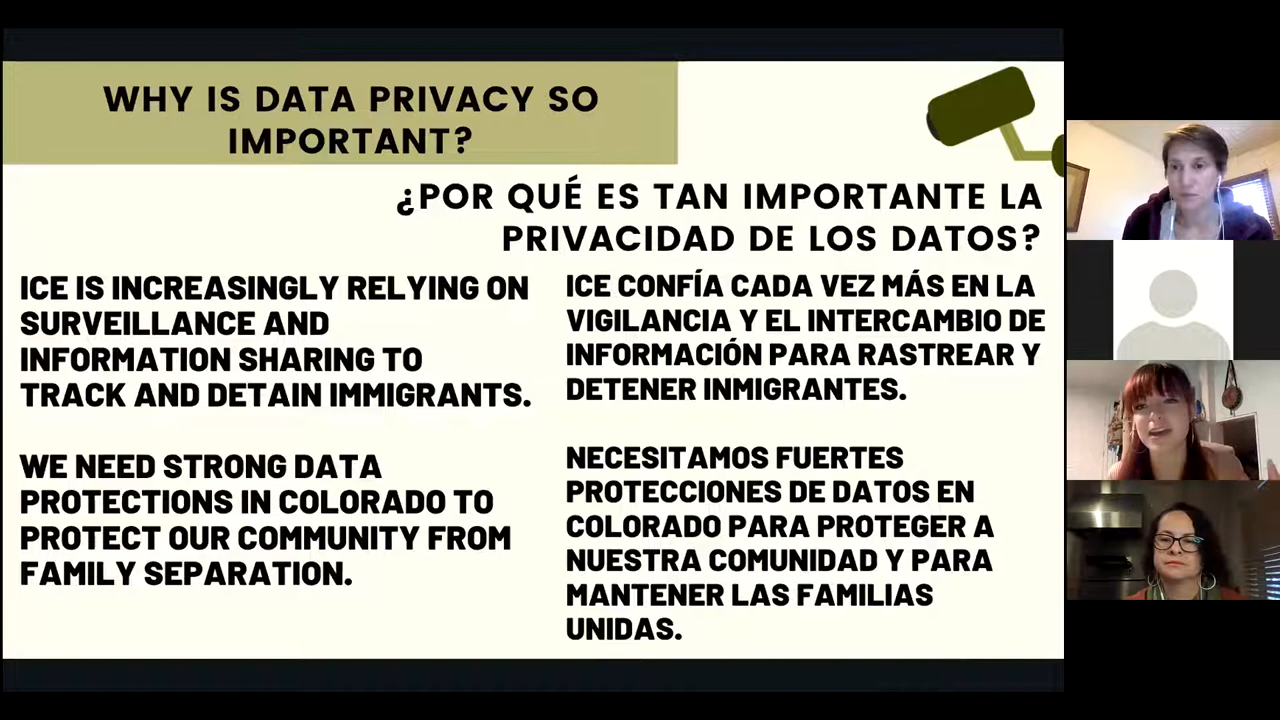 WHY IS DATA PRIVACY SO
IMPORTANT?
¿POR QUÉ ES TAN IMPORTANTE LA
PRIVACIDAD DE LOS DATOS?
ICE IS INCREASINGLY RELYING ON
SURVEILLANCE AND
INFORMATION SHARING TO
TRACK AND DETAIN IMMIGRANTS.
WE NEED STRONG DATA
PROTECTIONS IN COLORADO TO
PROTECT OUR COMMUNITY FROM
FAMILY SEPARATION.
ICE CONFÍA CADA VEZ MÁS EN LA
VIGILANCIA Y EL INTERCAMBIO DE
INFORMACIÓN PARA RASTREAR Y
DETENER INMIGRANTES.
NECESITAMOS FUERTES
PROTECCIONES DE DATOS EN
COLORADO PARA PROTEGER A
NUESTRA COMUNIDAD Y PARA
MANTENER LAS FAMILIAS
UNIDAS.